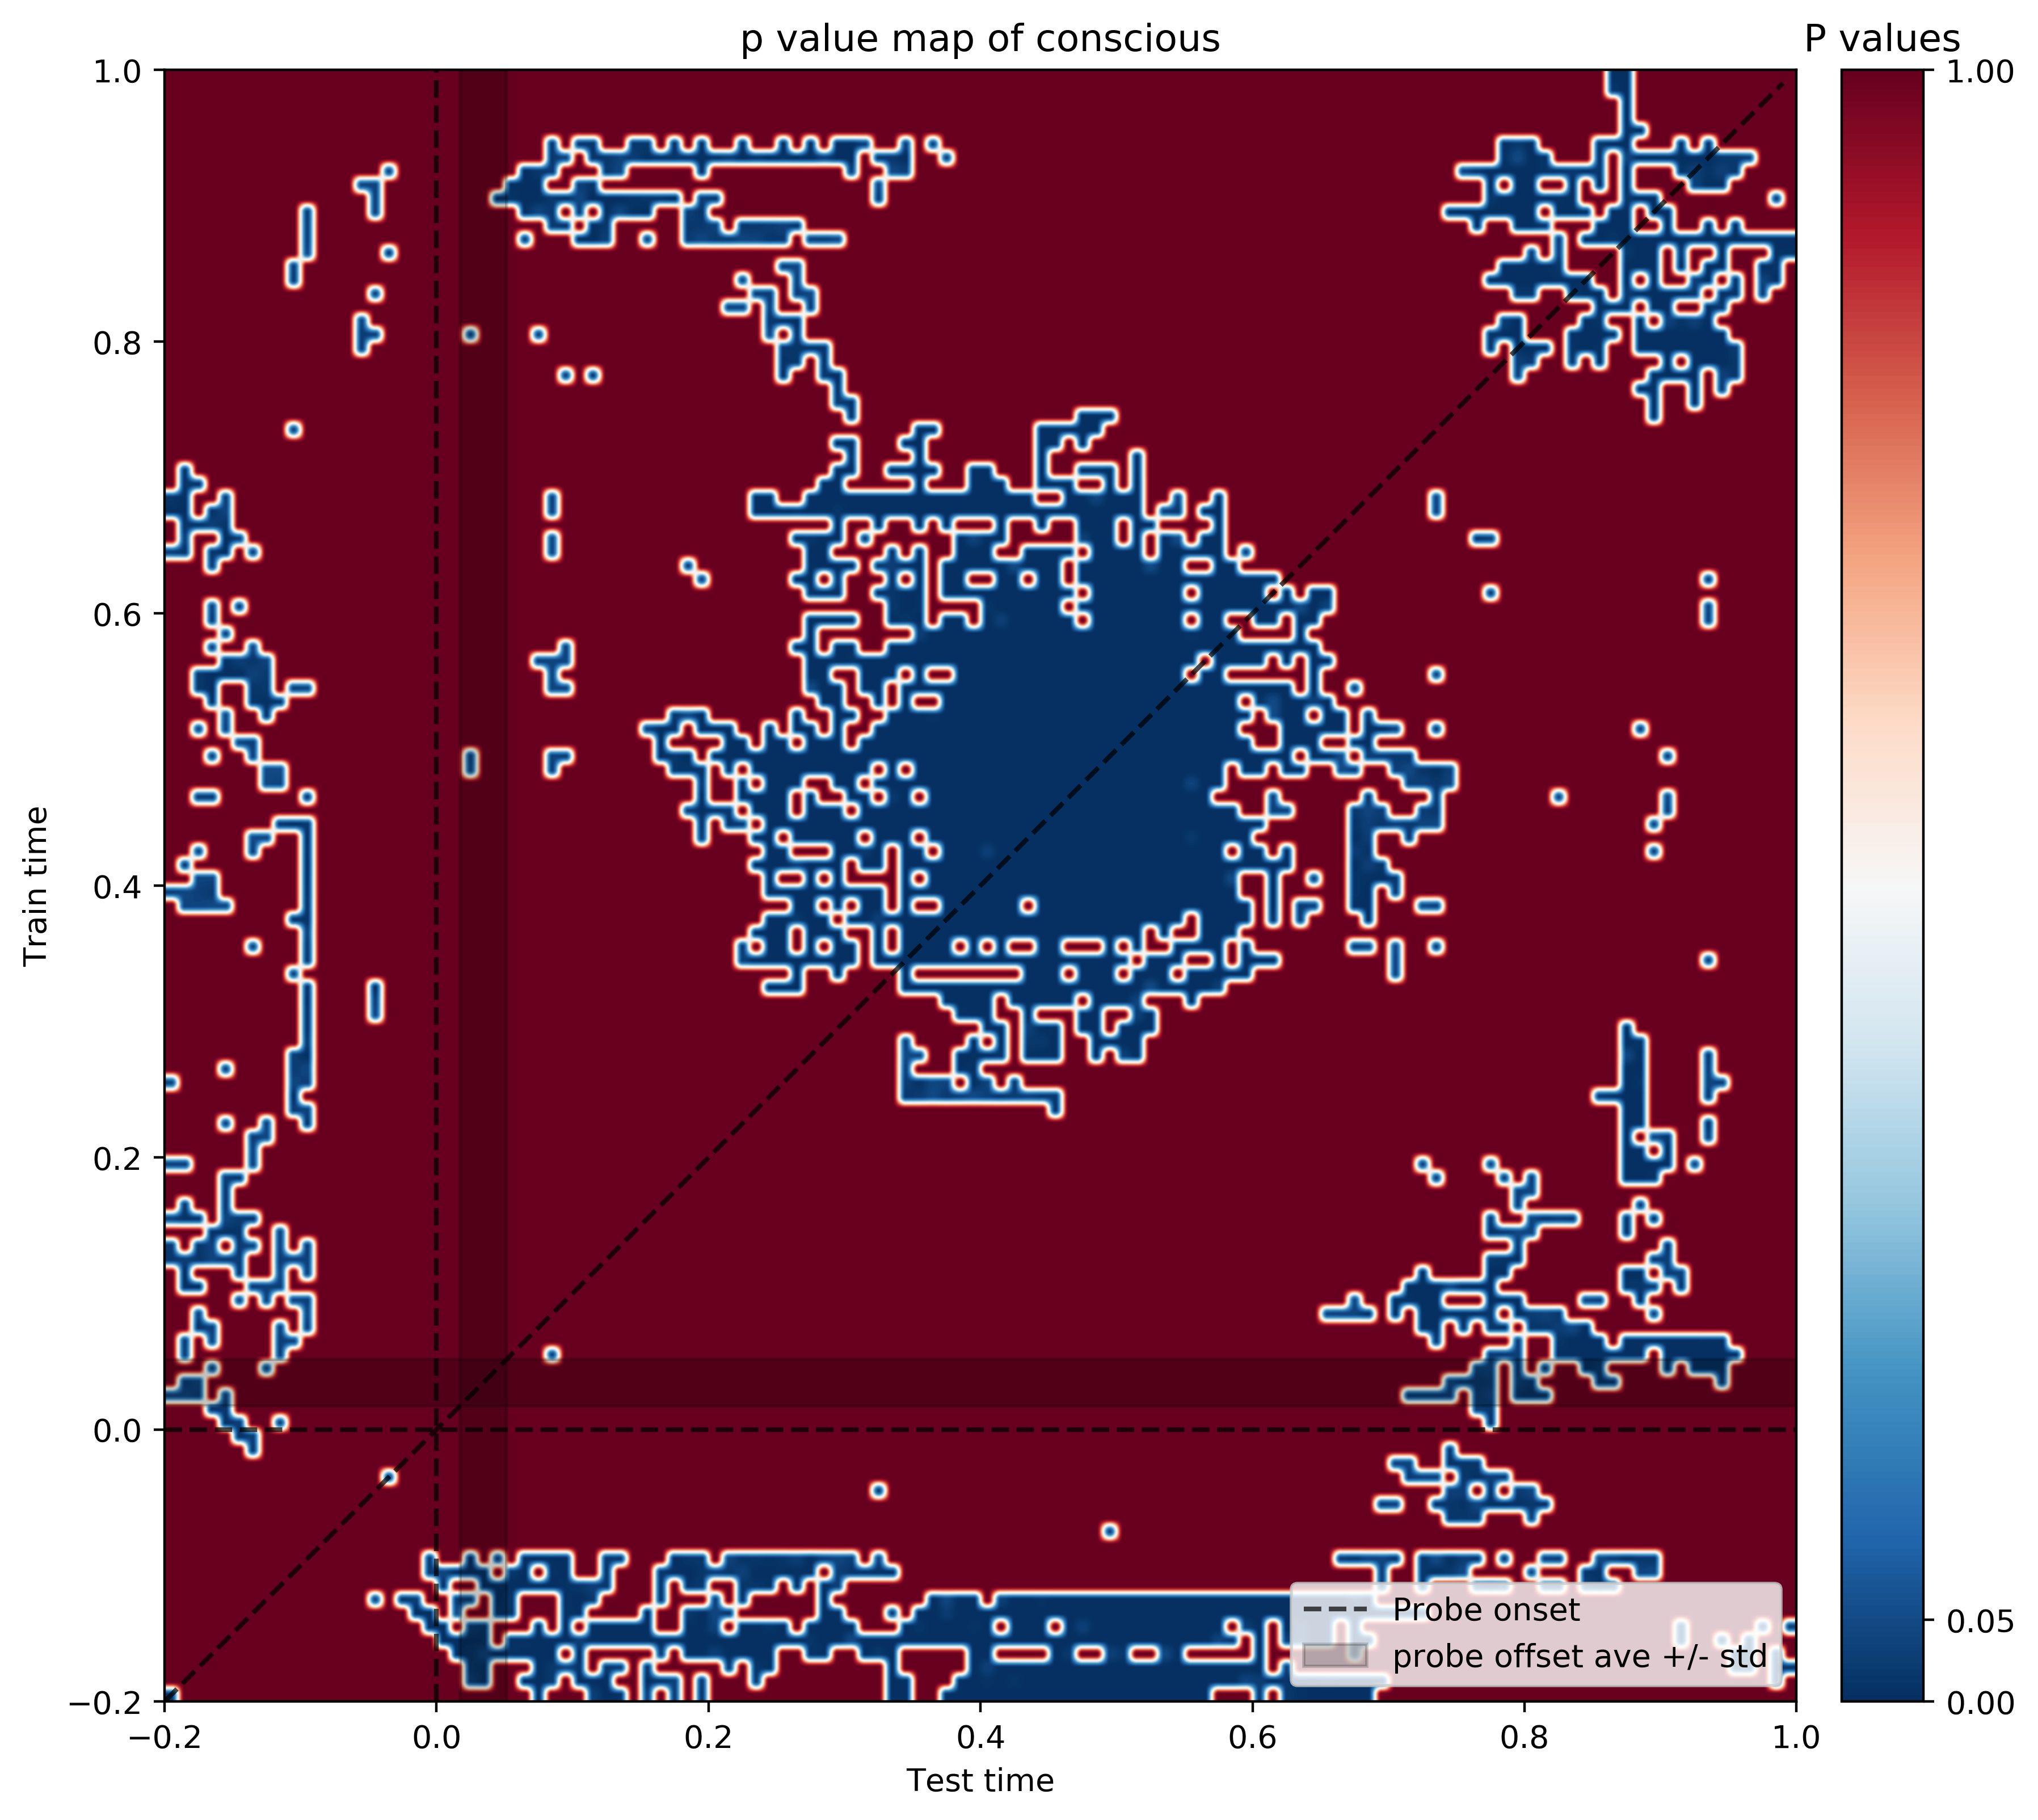 p value map of conscious
P values
1.0
0.8
0.6
0.4
0.2
0.0
−0.2
Train time
−0.2
0.0
0.2
0.4
0.6
0.8
1.0
Test time
Probe onset
probe offset ave +/- std
1.00
0.05
0.00